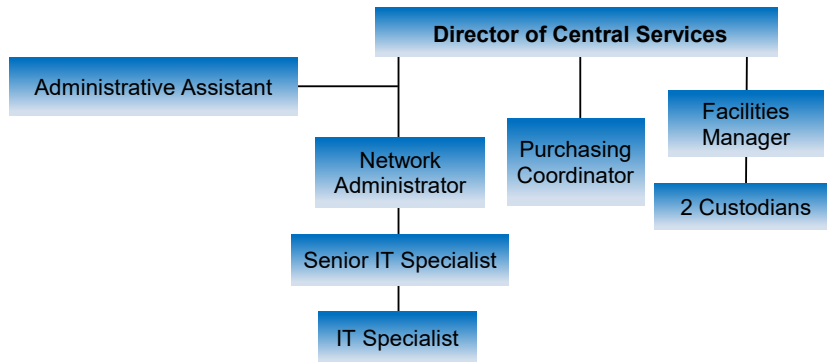 Director of Central Services
Administrative Assistant
Network
Administrator
Purchasing
Coordinator
Facilities
Manager
2 Custodians
Senior IT Specialist
IT Specialist